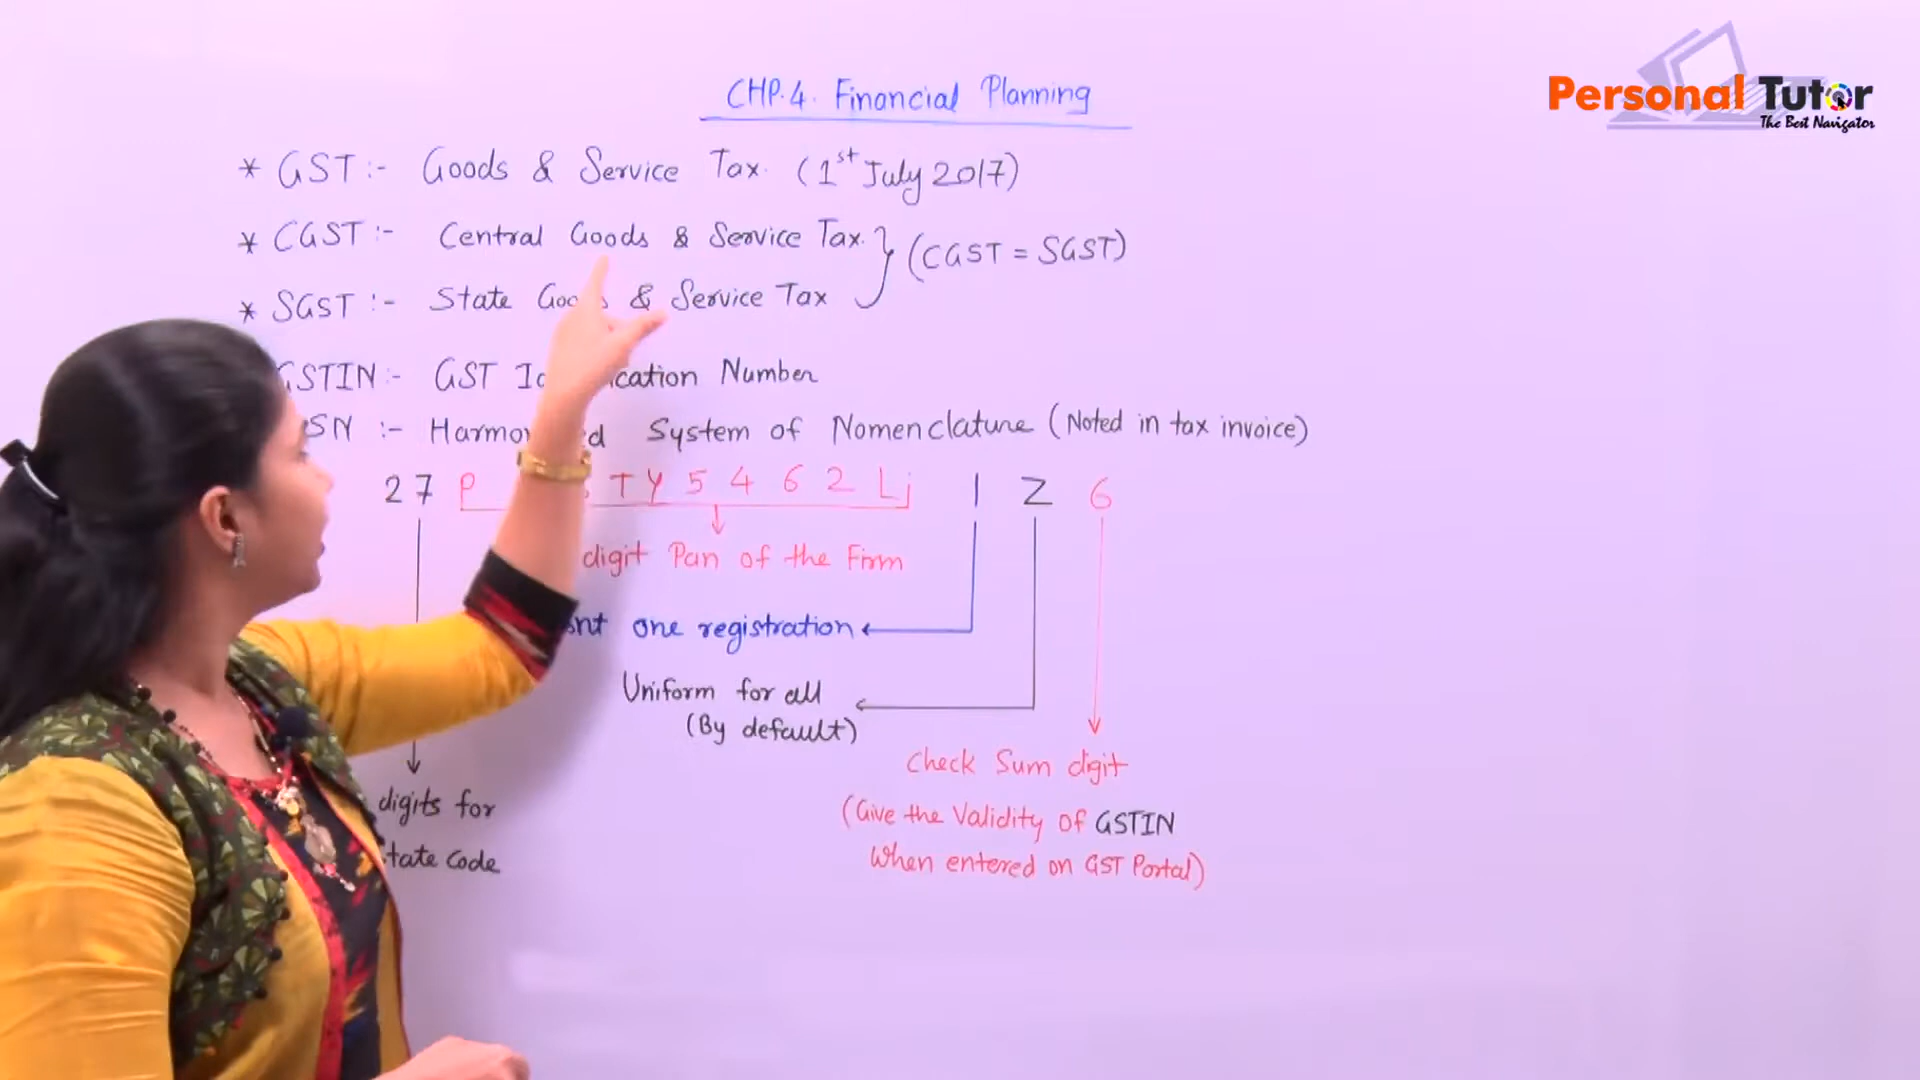 CHP.4. Financial Planning
Personal Tutor
The Best Navigator
* GST:- Goods & Service Tax. (1st July 2017)
* CGST:- Central Goods & Service Tax. } (CGST = SGST)
* SGST:- State & Service Tax
GSTIN:- GST Number
:- System of Nomenclature (Noted in tax invoice)
27 P T Y 5 4 6 2 L 1 Z 6
digit Pan of the Firm
one registration
Uniform for all
(By default)
Check Sum digit
digits for
(Give the Validity of GSTIN
Code
When entered on GST Portal)